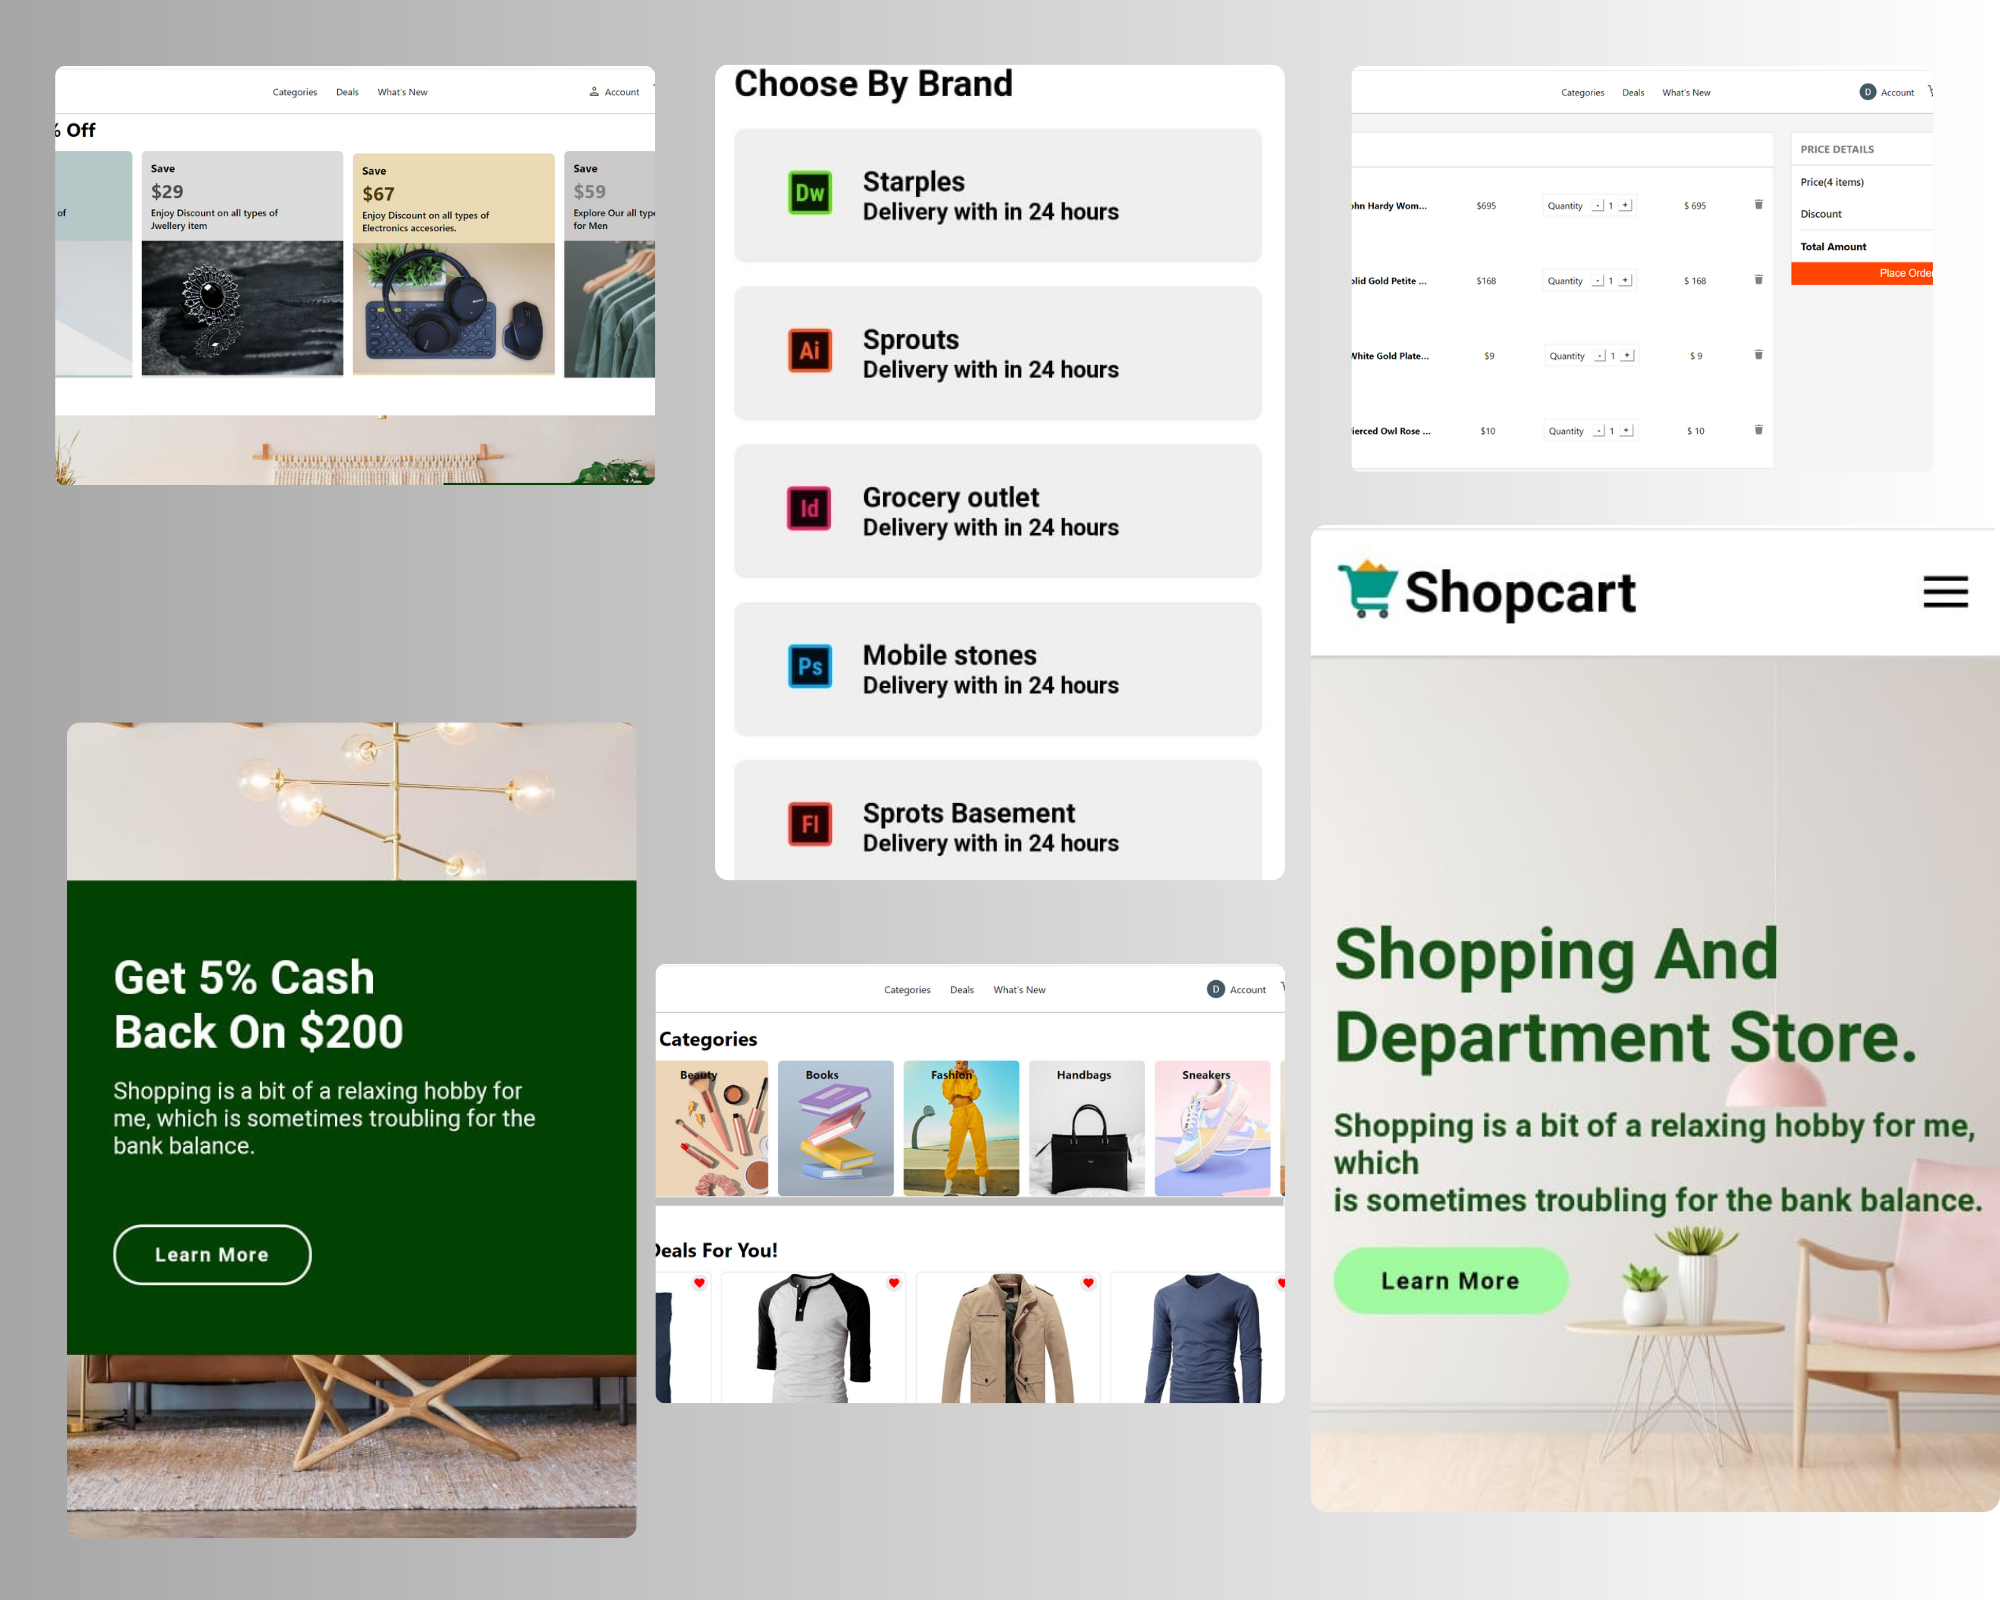 Categories Deals What's New Account
% Off
of
Save
$29
Enjoy Discount on all types of
Jwellery item
Save
$67
Enjoy Discount on all types of
Electronics accesories.
Save
$59
Explore Our all type
for Men
Choose By Brand
Dw
Starples
Delivery with in 24 hours
Ai
Sprouts
Delivery with in 24 hours
Id
Grocery outlet
Delivery with in 24 hours
Ps
Mobile stones
Delivery with in 24 hours
Fl
Sprots Basement
Delivery with in 24 hours
Categories Deals What's New D Account
PRICE DETAILS
Price(4 items)
Discount
Total Amount
Place Order
ohn Hardy Wom... $695 Quantity - 1 + $ 695
olid Gold Petite ... $168 Quantity - 1 + $ 168
White Gold Plate... $9 Quantity - 1 + $ 9
ierced Owl Rose ... $10 Quantity - 1 + $ 10
Shopcart
Shopping And
Department Store.
Shopping is a bit of a relaxing hobby for me,
which
is sometimes troubling for the bank balance.
Learn More
Get 5% Cash
Back On $200
Shopping is a bit of a relaxing hobby for
me, which is sometimes troubling for the
bank balance.
Learn More
Categories Deals What's New D Account
Categories
Beauty Books Fashion Handbags Sneakers
Deals For You!